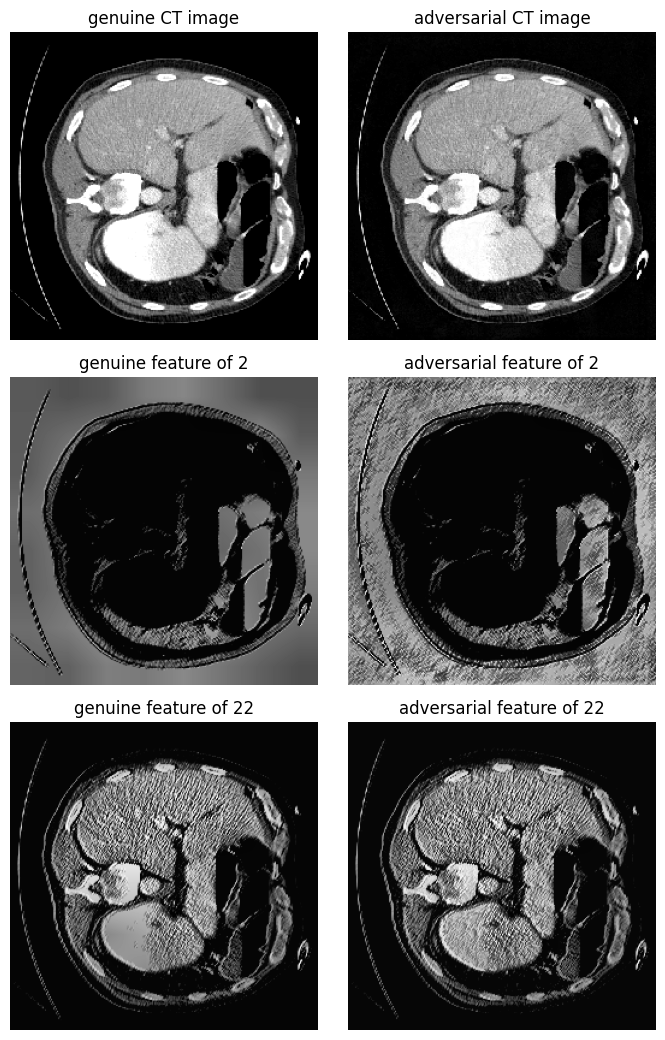 genuine CT image
adversarial CT image
genuine feature of 2
adversarial feature of 2
genuine feature of 22
adversarial feature of 22